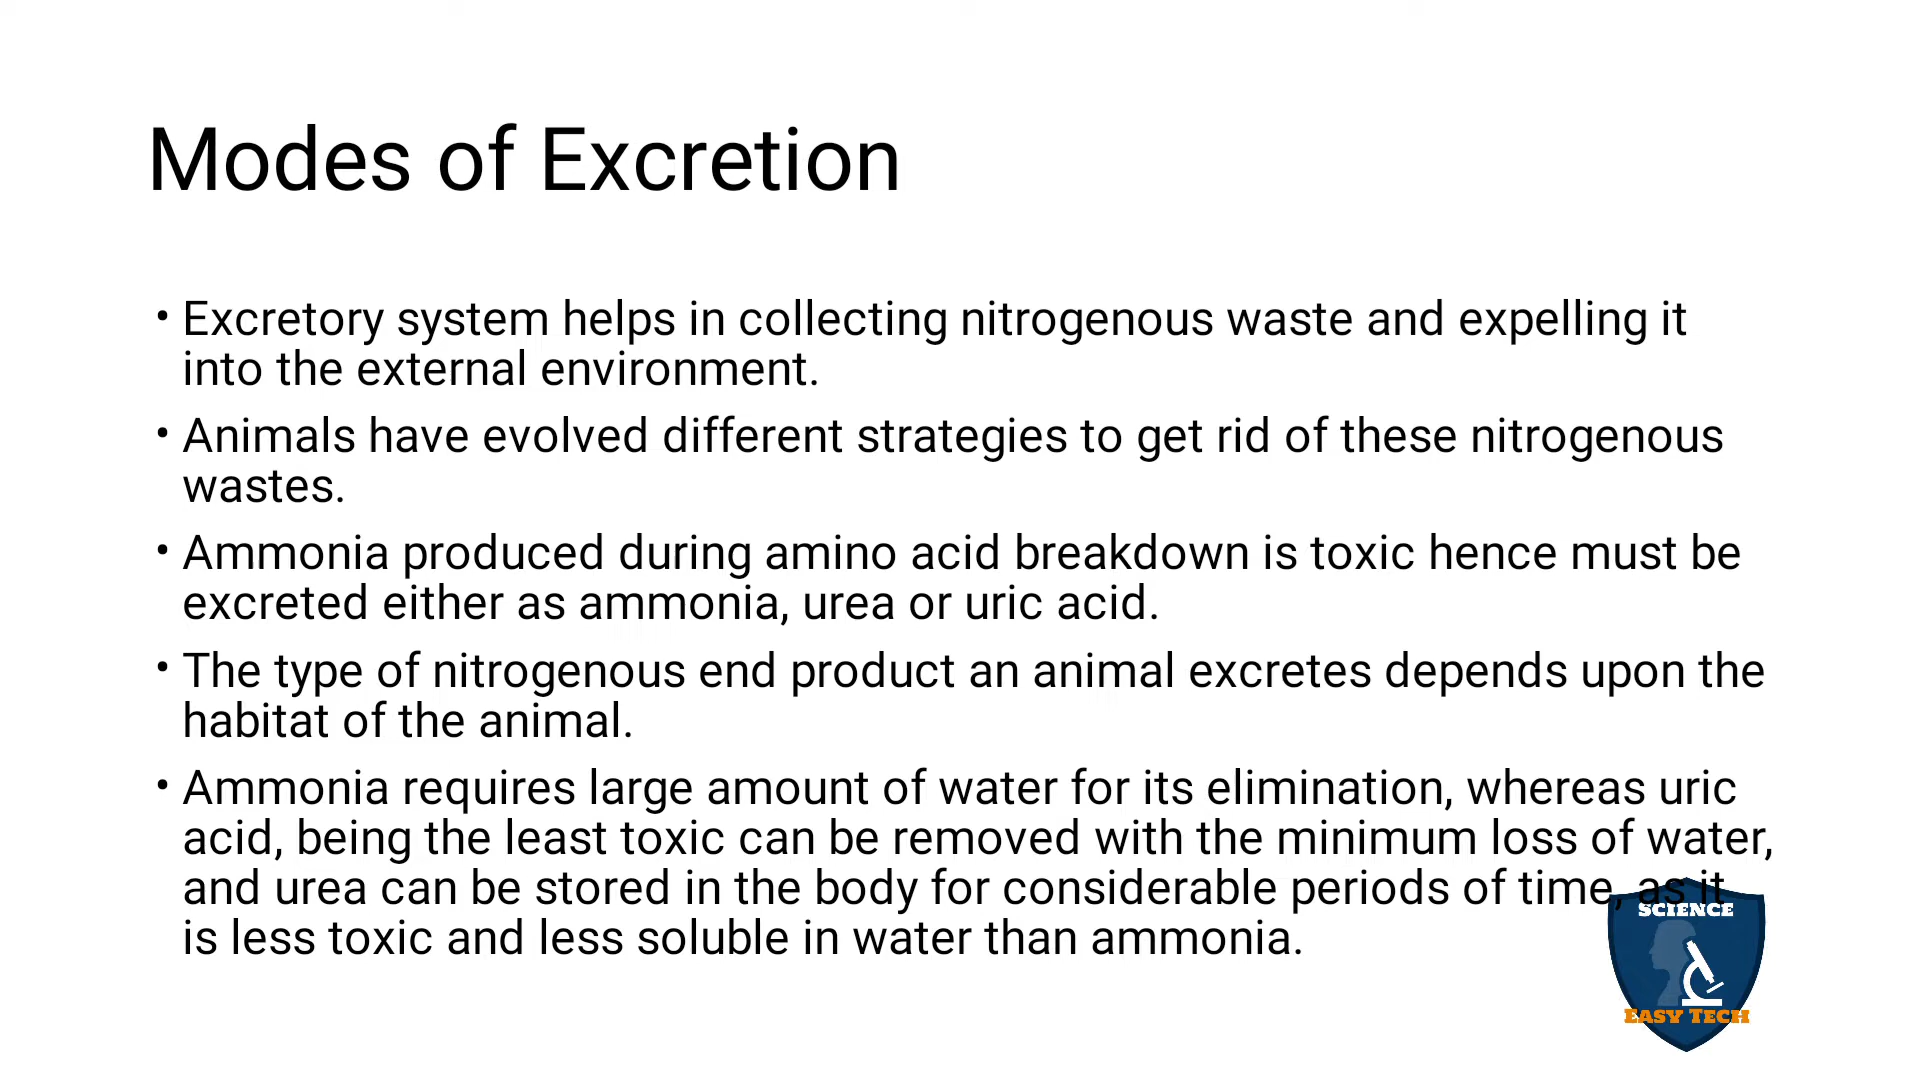 Modes of Excretion
• Excretory system helps in collecting nitrogenous waste and expelling it
into the external environment.
• Animals have evolved different strategies to get rid of these nitrogenous
wastes.
• Ammonia produced during amino acid breakdown is toxic hence must be
excreted either as ammonia, urea or uric acid.
• The type of nitrogenous end product an animal excretes depends upon the
habitat of the animal.
• Ammonia requires large amount of water for its elimination, whereas uric
acid, being the least toxic can be removed with the minimum loss of water,
and urea can be stored in the body for considerable periods of time, as it
is less toxic and less soluble in water than ammonia.
SCIENCE
EASY TECH